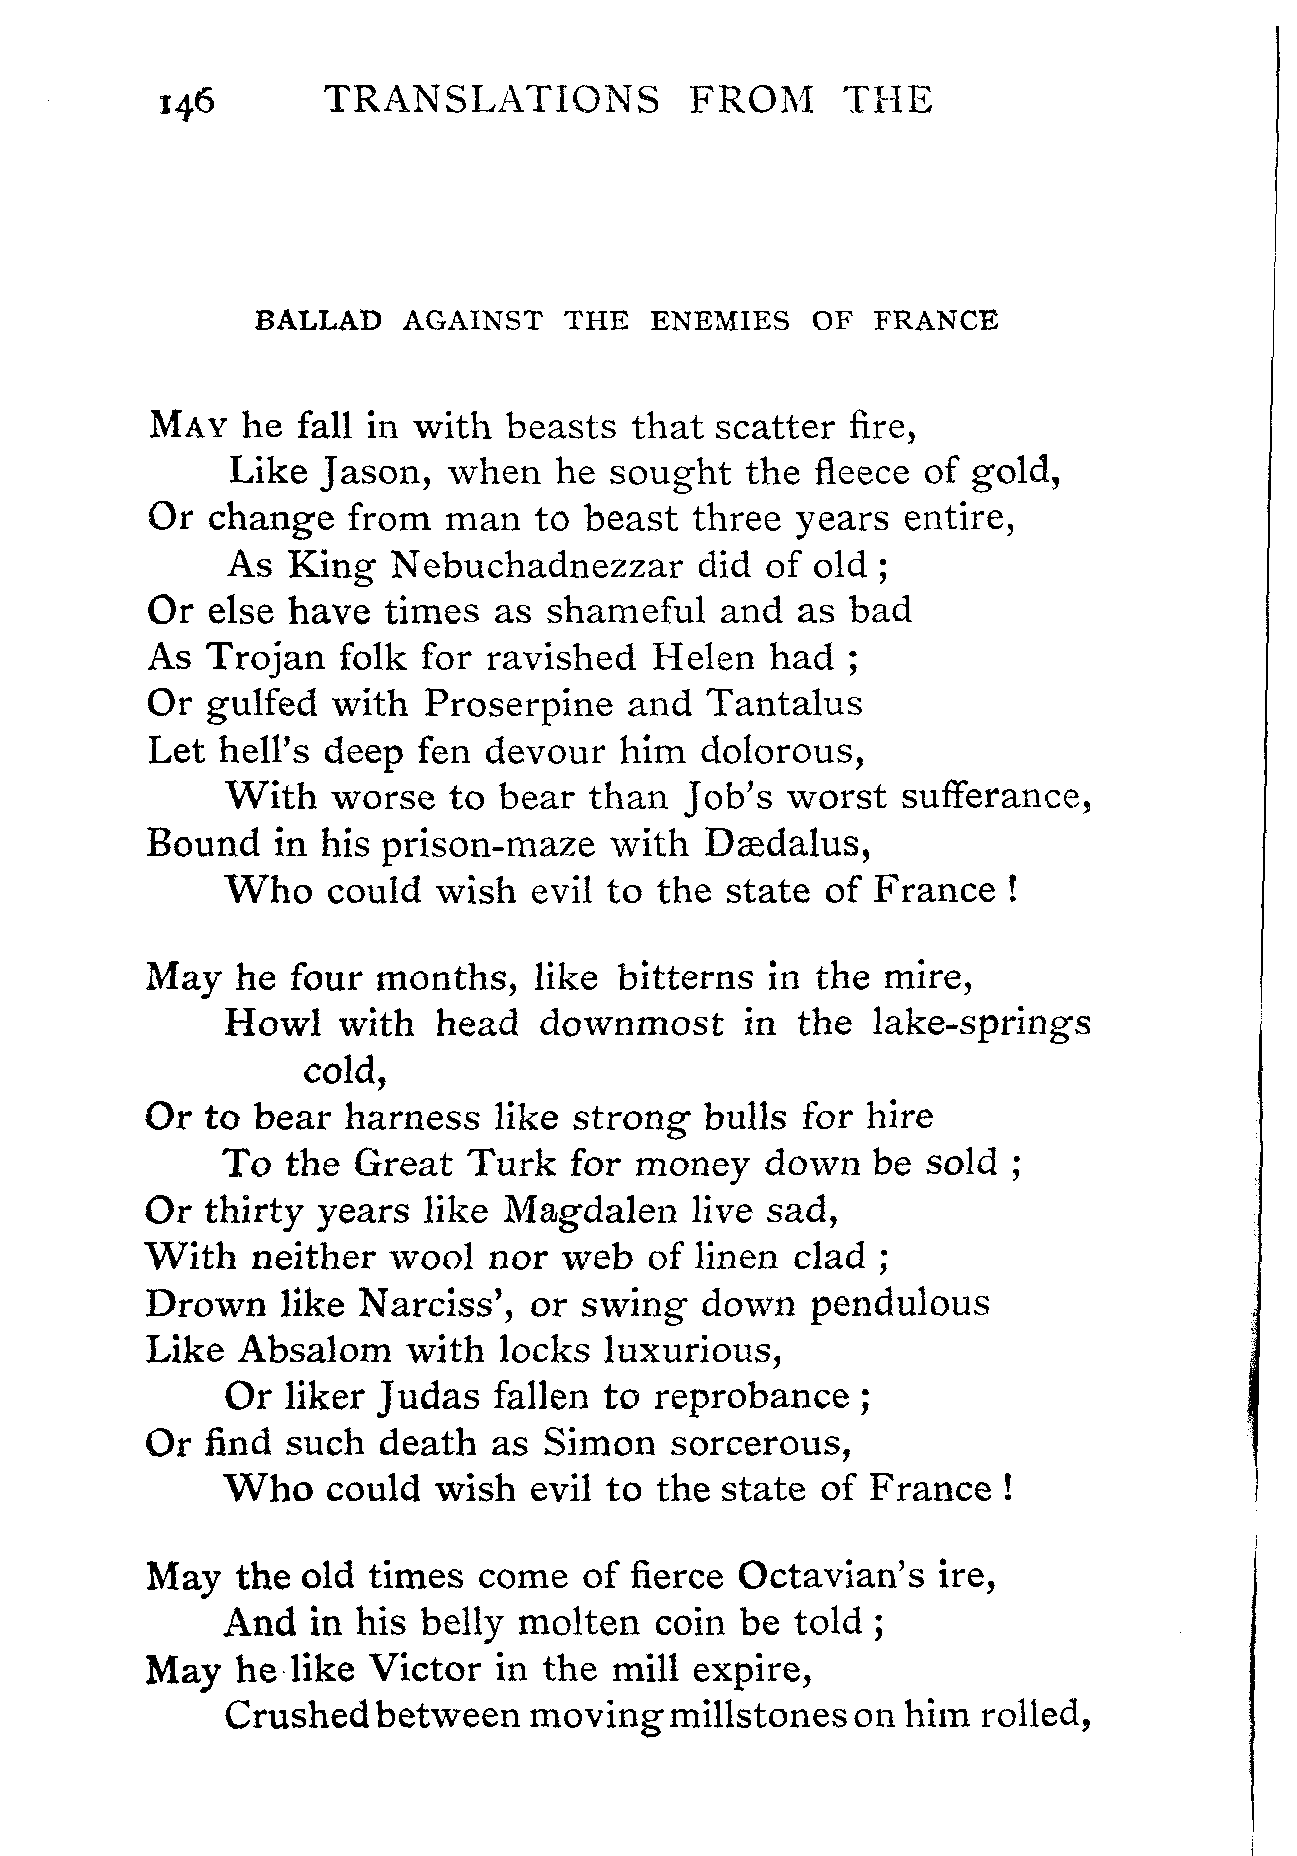 146 TRANSLATIONS FROM THE
BALLAD AGAINST THE ENEMIES OF FRANCE
MAY he fall in with beasts that scatter fire,
Like Jason, when he sought the fleece of gold,
Or change from man to beast three years entire,
As King Nebuchadnezzar did of old ;
Or else have times as shameful and as bad
As Trojan folk for ravished Helen had ;
Or gulfed with Proserpine and Tantalus
Let hell's deep fen devour him dolorous,
With worse to bear than Job's worst sufferance,
Bound in his prison-maze with Dædalus,
Who could wish evil to the state of France !
May he four months, like bitterns in the mire,
Howl with head downmost in the lake-springs
cold,
Or to bear harness like strong bulls for hire
To the Great Turk for money down be sold ;
Or thirty years like Magdalen live sad,
With neither wool nor web of linen clad ;
Drown like Narciss', or swing down pendulous
Like Absalom with locks luxurious,
Or liker Judas fallen to reprobance ;
Or find such death as Simon sorcerous,
Who could wish evil to the state of France !
May the old times come of fierce Octavian's ire,
And in his belly molten coin be told ;
May he like Victor in the mill expire,
Crushed between moving millstones on him rolled,